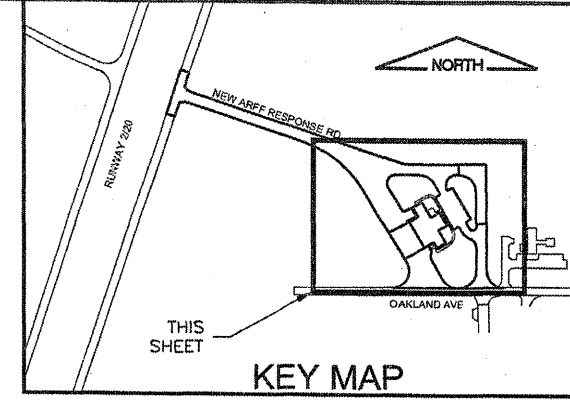 NORTH
NEW ARFF RESPONSE RD
RUNWAY 2/20
OAKLAND AVE
THIS
SHEET
KEY MAP